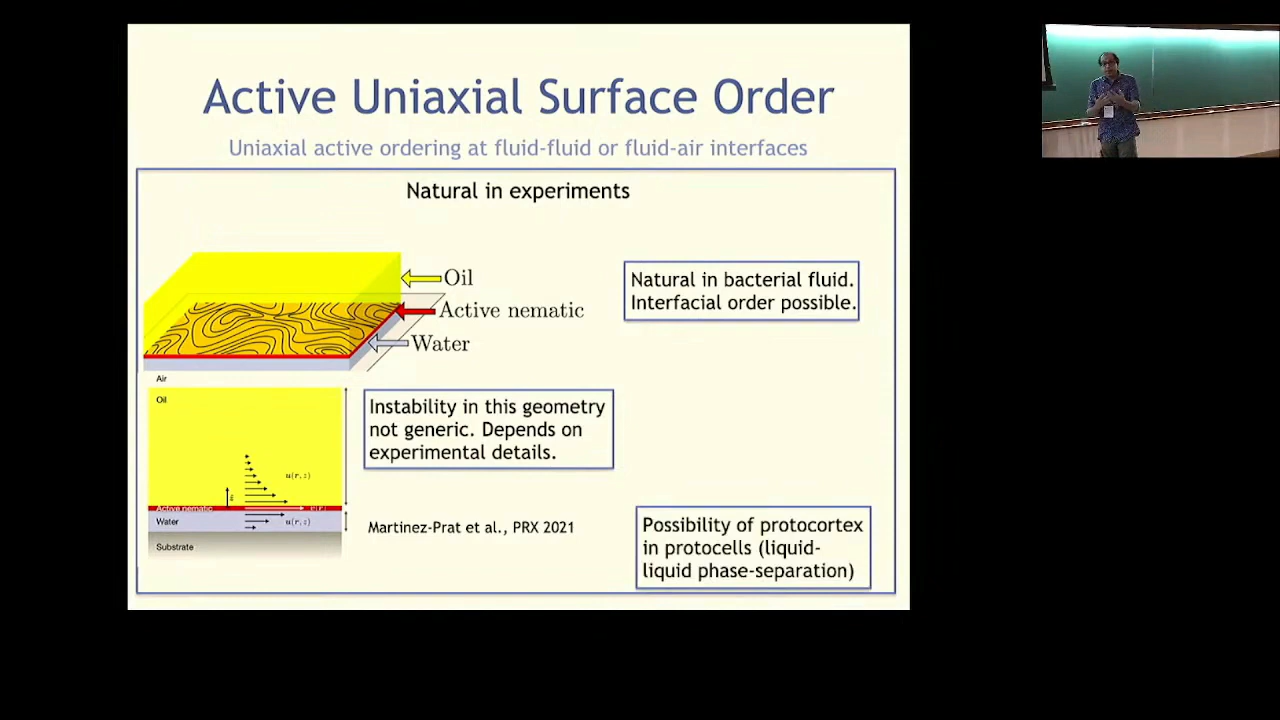 Active Uniaxial Surface Order
Uniaxial active ordering at fluid-fluid or fluid-air interfaces
Natural in experiments
Oil
Active nematic
Water
Natural in bacterial fluid.
Interfacial order possible.
Air
Oil
u(r, z)
Active nematic
Water
u(r, z)
Substrate
Instability in this geometry
not generic. Depends on
experimental details.
Martinez-Prat et al., PRX 2021
Possibility of protocortex
in protocells (liquid-
liquid phase-separation)